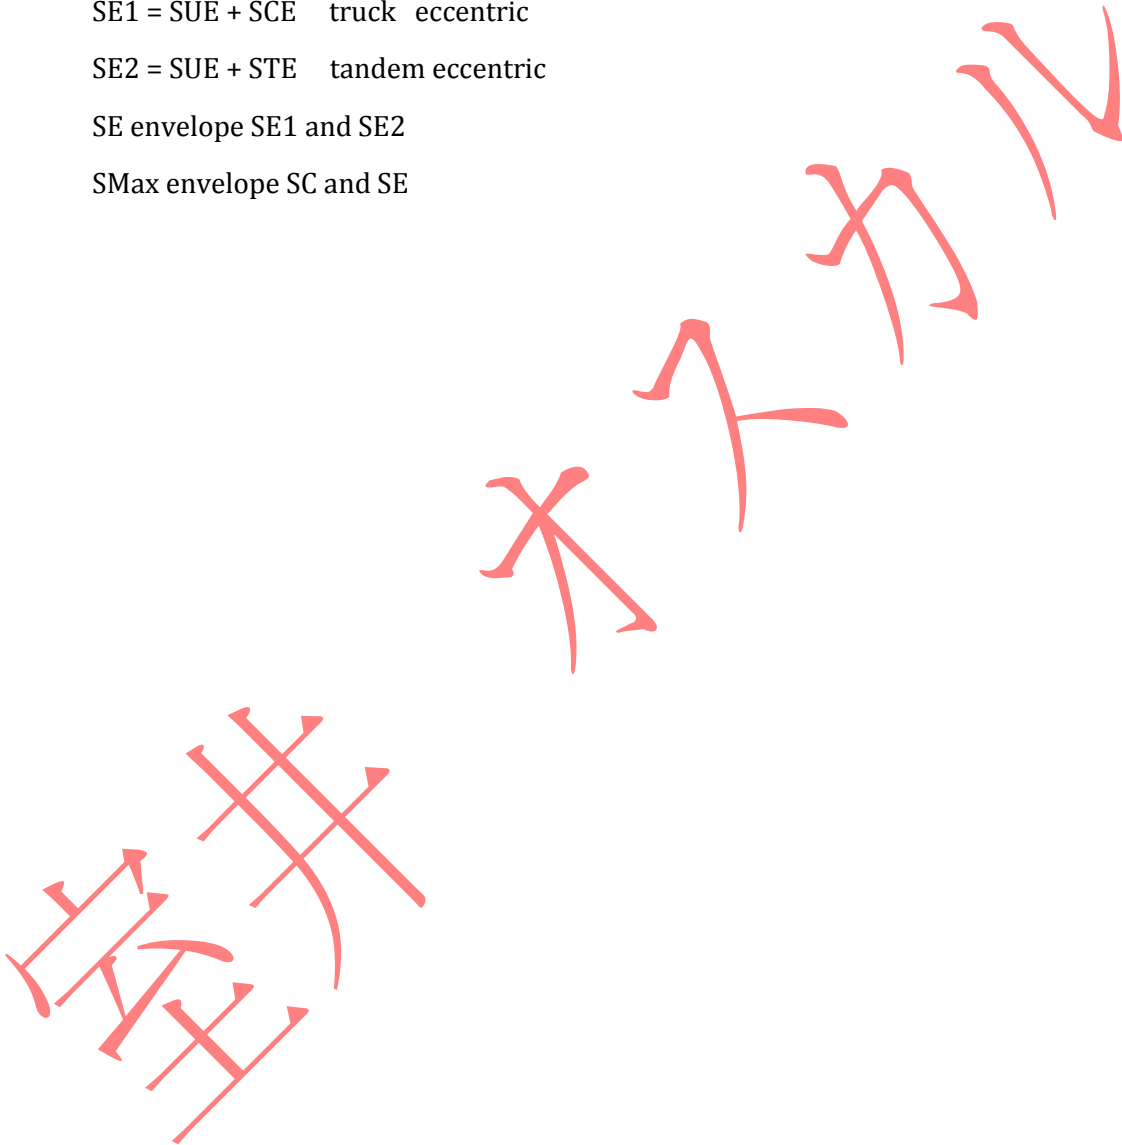 SE1 = SUE + SCE truck eccentric
SE2 = SUE + STE tandem eccentric
SE envelope SE1 and SE2
SMax envelope SC and SE
室井オスカル